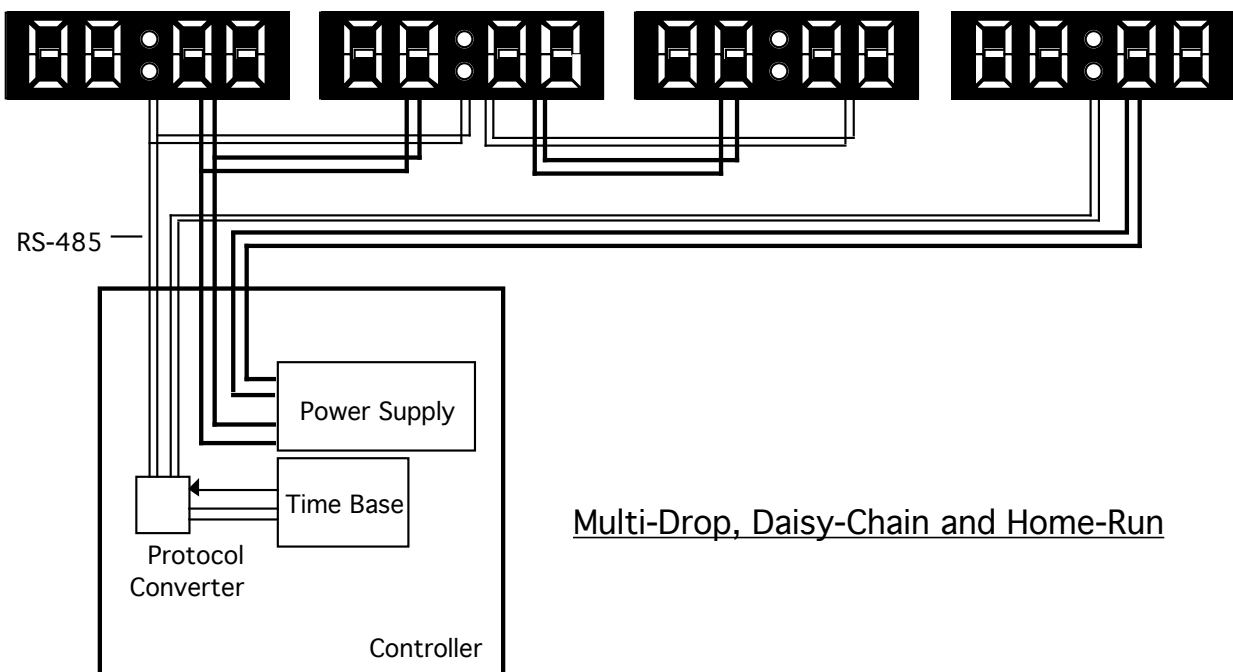 RS-485
Power Supply
Time Base
Multi-Drop, Daisy-Chain and Home-Run
Protocol
Converter
Controller